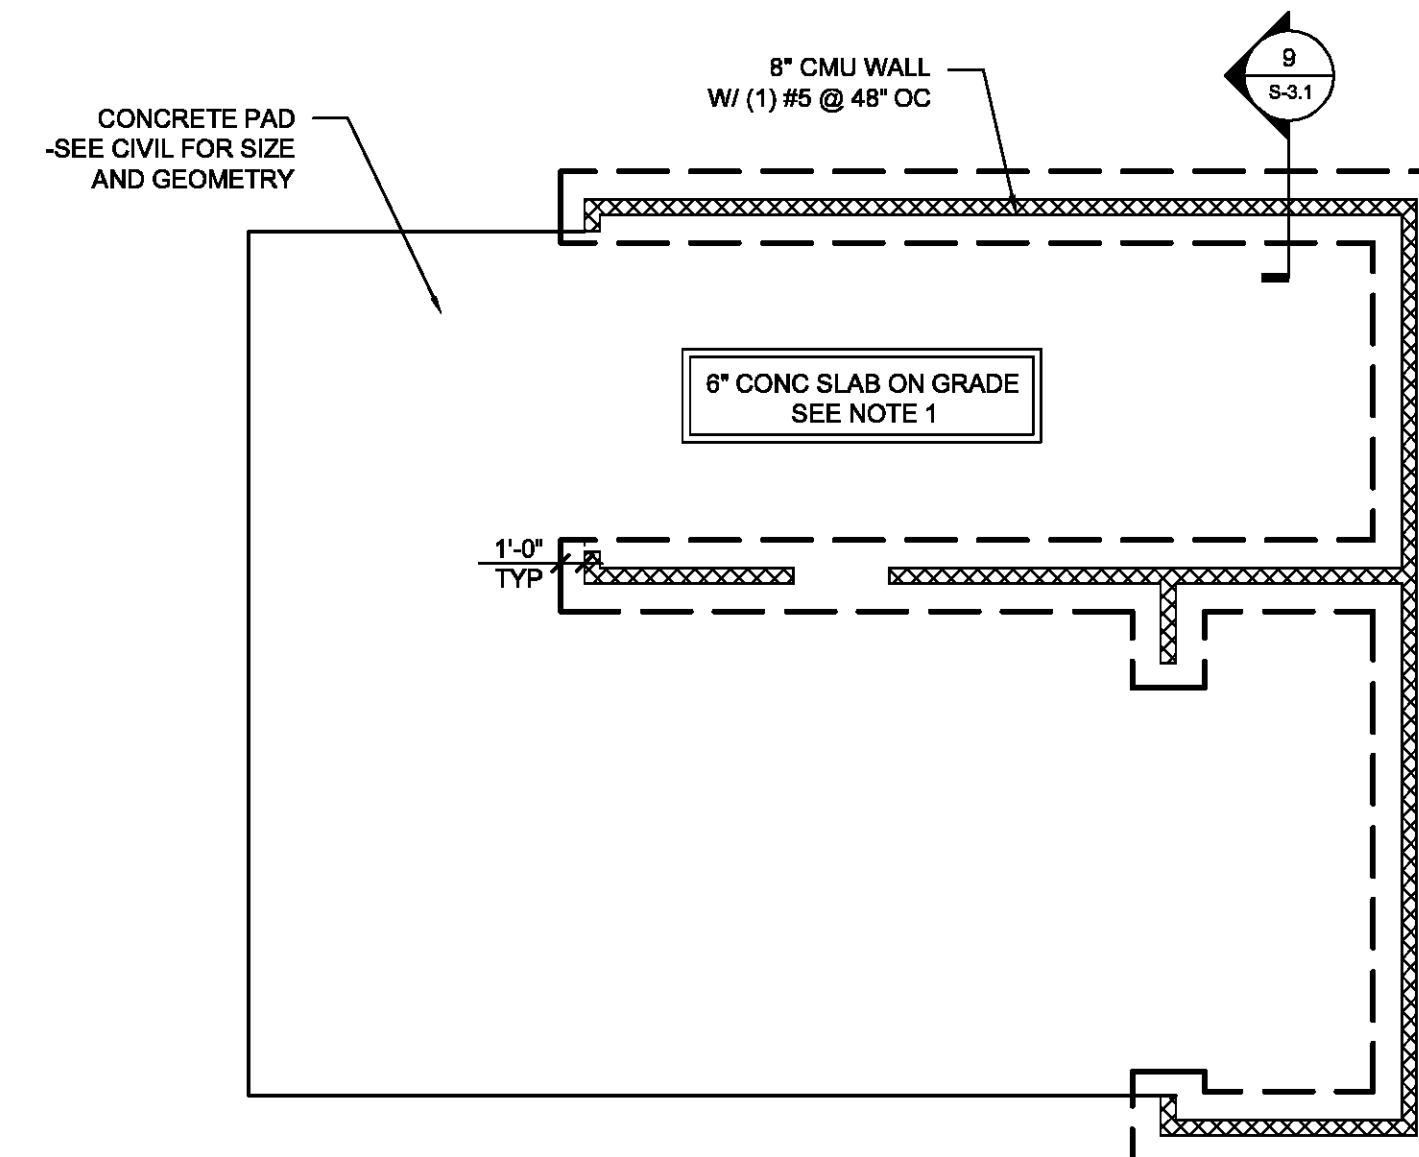 8" CMU WALL
W/ (1) #5 @ 48" OC
9
S-3.1
CONCRETE PAD
-SEE CIVIL FOR SIZE
AND GEOMETRY
6" CONC SLAB ON GRADE
SEE NOTE 1
1'-0"
TYP